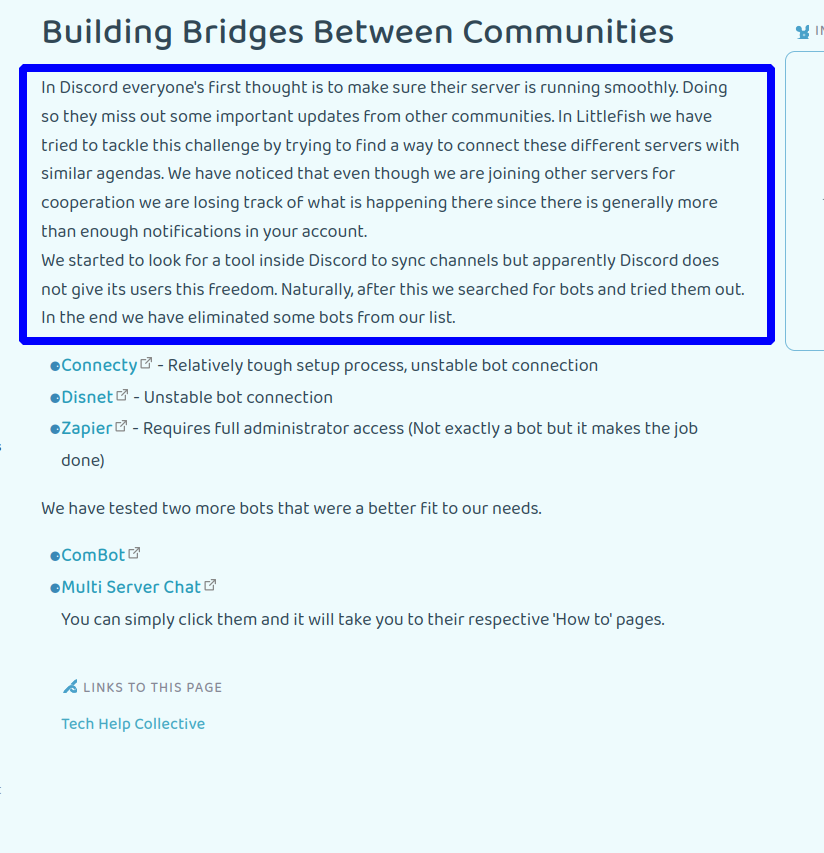 Building Bridges Between Communities
In Discord everyone's first thought is to make sure their server is running smoothly. Doing
so they miss out some important updates from other communities. In Littlefish we have
tried to tackle this challenge by trying to find a way to connect these different servers with
similar agendas. We have noticed that even though we are joining other servers for
cooperation we are losing track of what is happening there since there is generally more
than enough notifications in your account.
We started to look for a tool inside Discord to sync channels but apparently Discord does
not give its users this freedom. Naturally, after this we searched for bots and tried them out.
In the end we have eliminated some bots from our list.
Connecty - Relatively tough setup process, unstable bot connection
Disnet - Unstable bot connection
Zapier - Requires full administrator access (Not exactly a bot but it makes the job
done)
We have tested two more bots that were a better fit to our needs.
ComBot
Multi Server Chat
You can simply click them and it will take you to their respective 'How to' pages.
LINKS TO THIS PAGE
Tech Help Collective